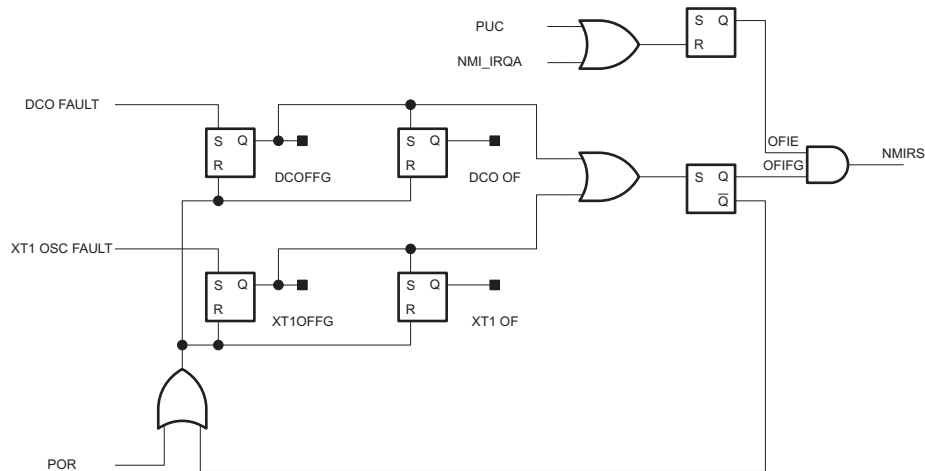 PUC
S Q
R
NMI_IRQA
DCO FAULT
S Q
R
S Q
R
OFIE
DCOFFG
DCO OF
OFIFG
NMIRS
S Q
Q̅
XT1 OSC FAULT
S Q
R
S Q
R
XT1OFFG
XT1 OF
POR